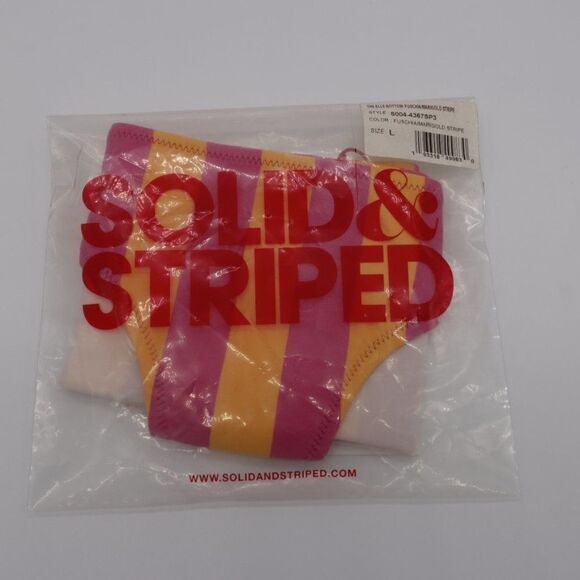 THE ELLE BOTTOM FUSCHIA/MARIGOLD STRIPE
STYLE: 6004-4367SP3
COLOR: FUSCHIA/MARIGOLD STRIPE
SIZE: L
SOLID&
STRIPED
WWW.SOLIDANDSTRIPED.COM